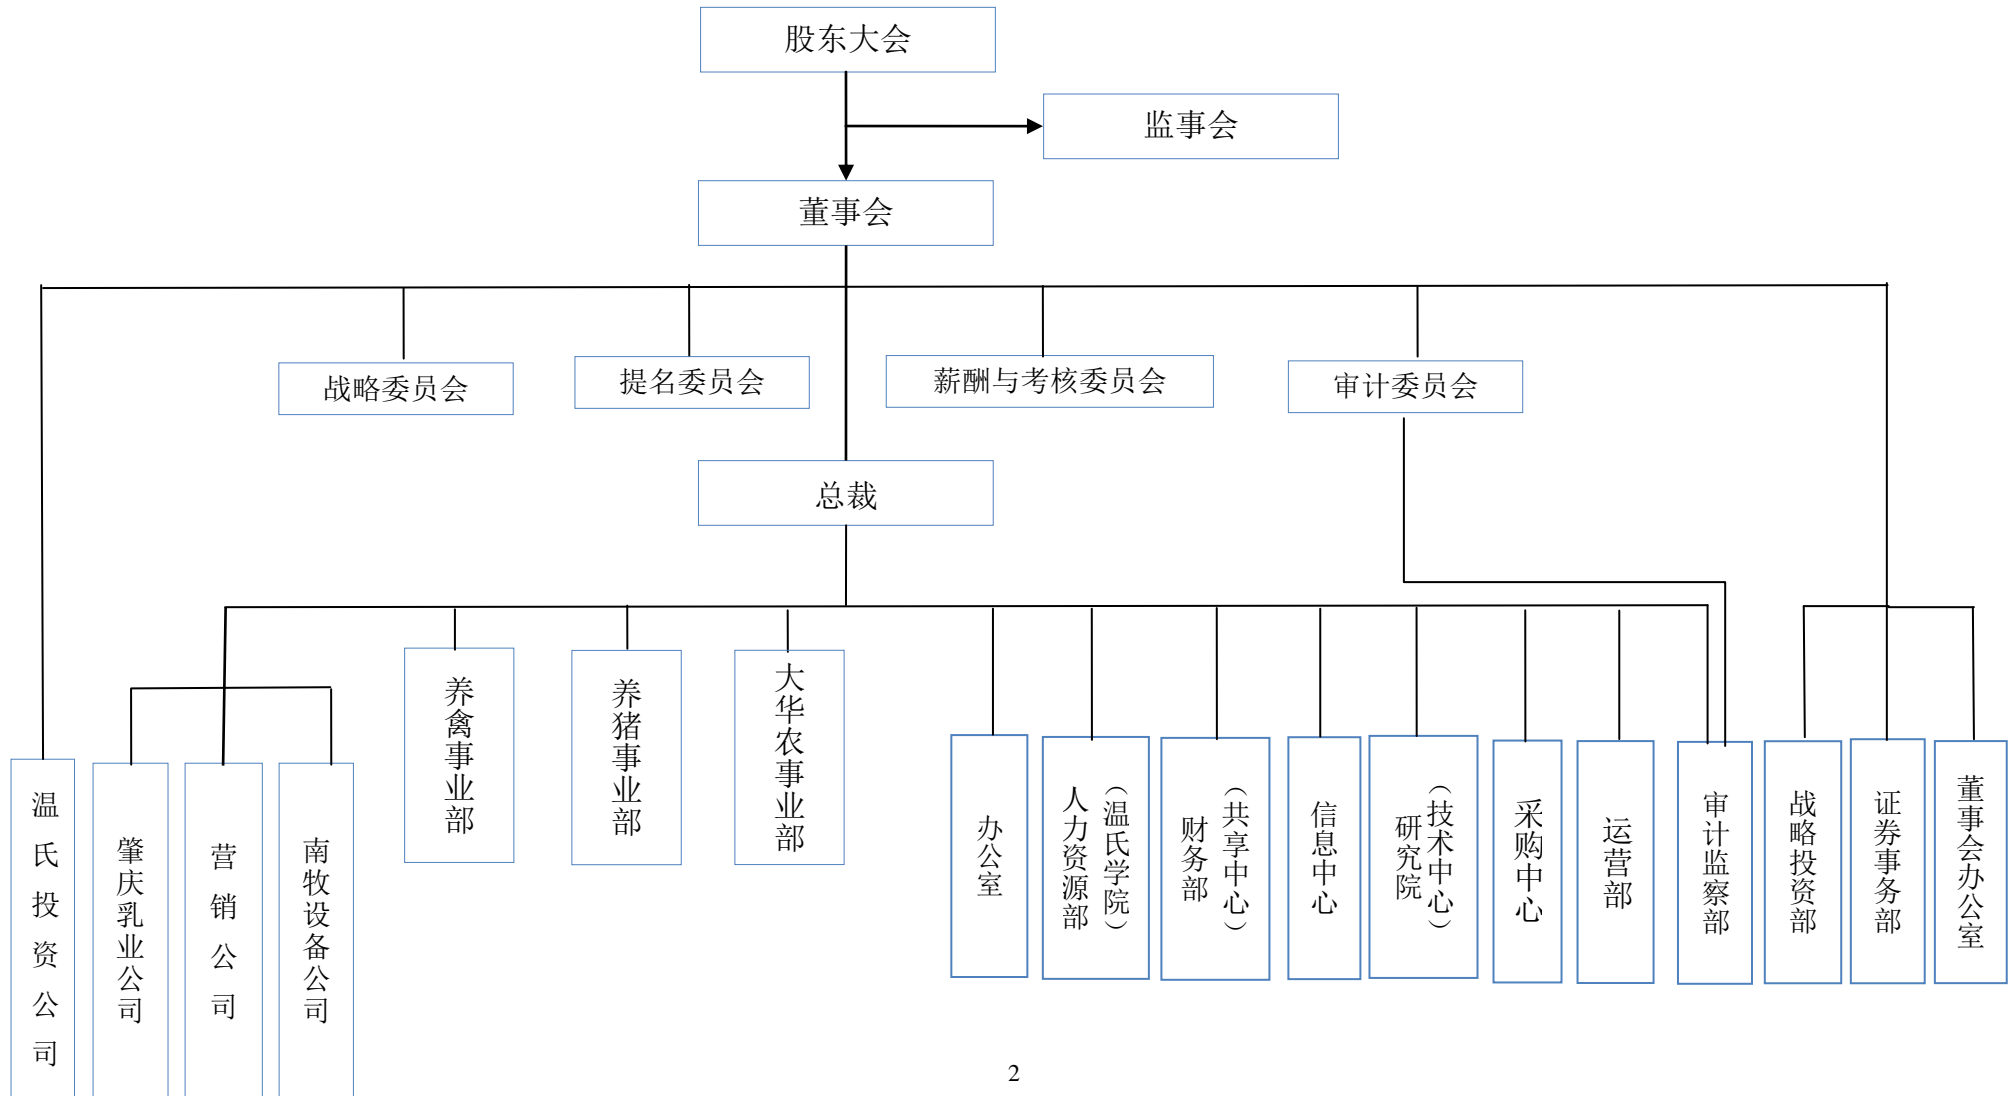 股东大会
监事会
董事会
战略委员会
提名委员会
薪酬与考核委员会
审计委员会
总裁
养禽事业部
养猪事业部
大华农事业部
温氏投资公司
肇庆乳业公司
营销公司
南牧设备公司
办公室
人力资源部
（温氏学院）
财务部
（共享中心）
信息中心
研究院
（技术中心）
采购中心
运营部
审计监察部
战略投资部
证券事务部
董事会办公室
2